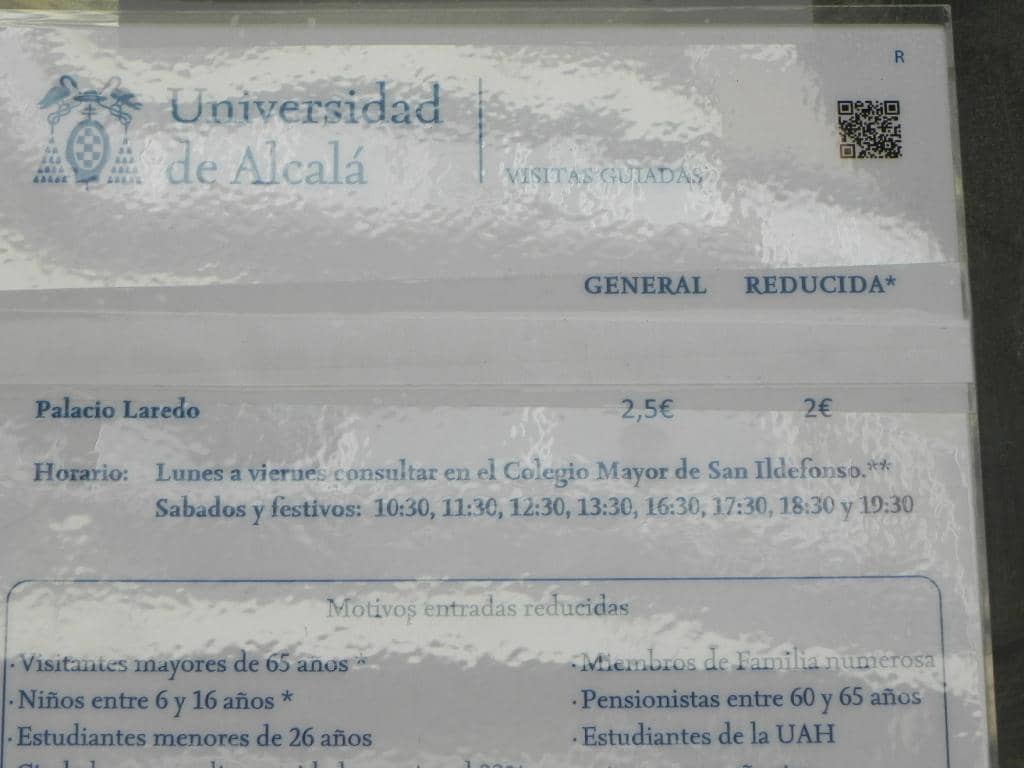 R
Universidad
de Alcalá
VISITAS GUIADAS
GENERAL REDUCIDA*
Palacio Laredo 2,5€ 2€
Horario: Lunes a viernes consultar en el Colegio Mayor de San Ildefonso.**
Sabados y festivos: 10:30, 11:30, 12:30, 13:30, 16:30, 17:30, 18:30 y 19:30
Motivos entradas reducidas
· Visitantes mayores de 65 años *
· Miembros de Familia numerosa
· Niños entre 6 y 16 años *
· Pensionistas entre 60 y 65 años
· Estudiantes menores de 26 años
· Estudiantes de la UAH